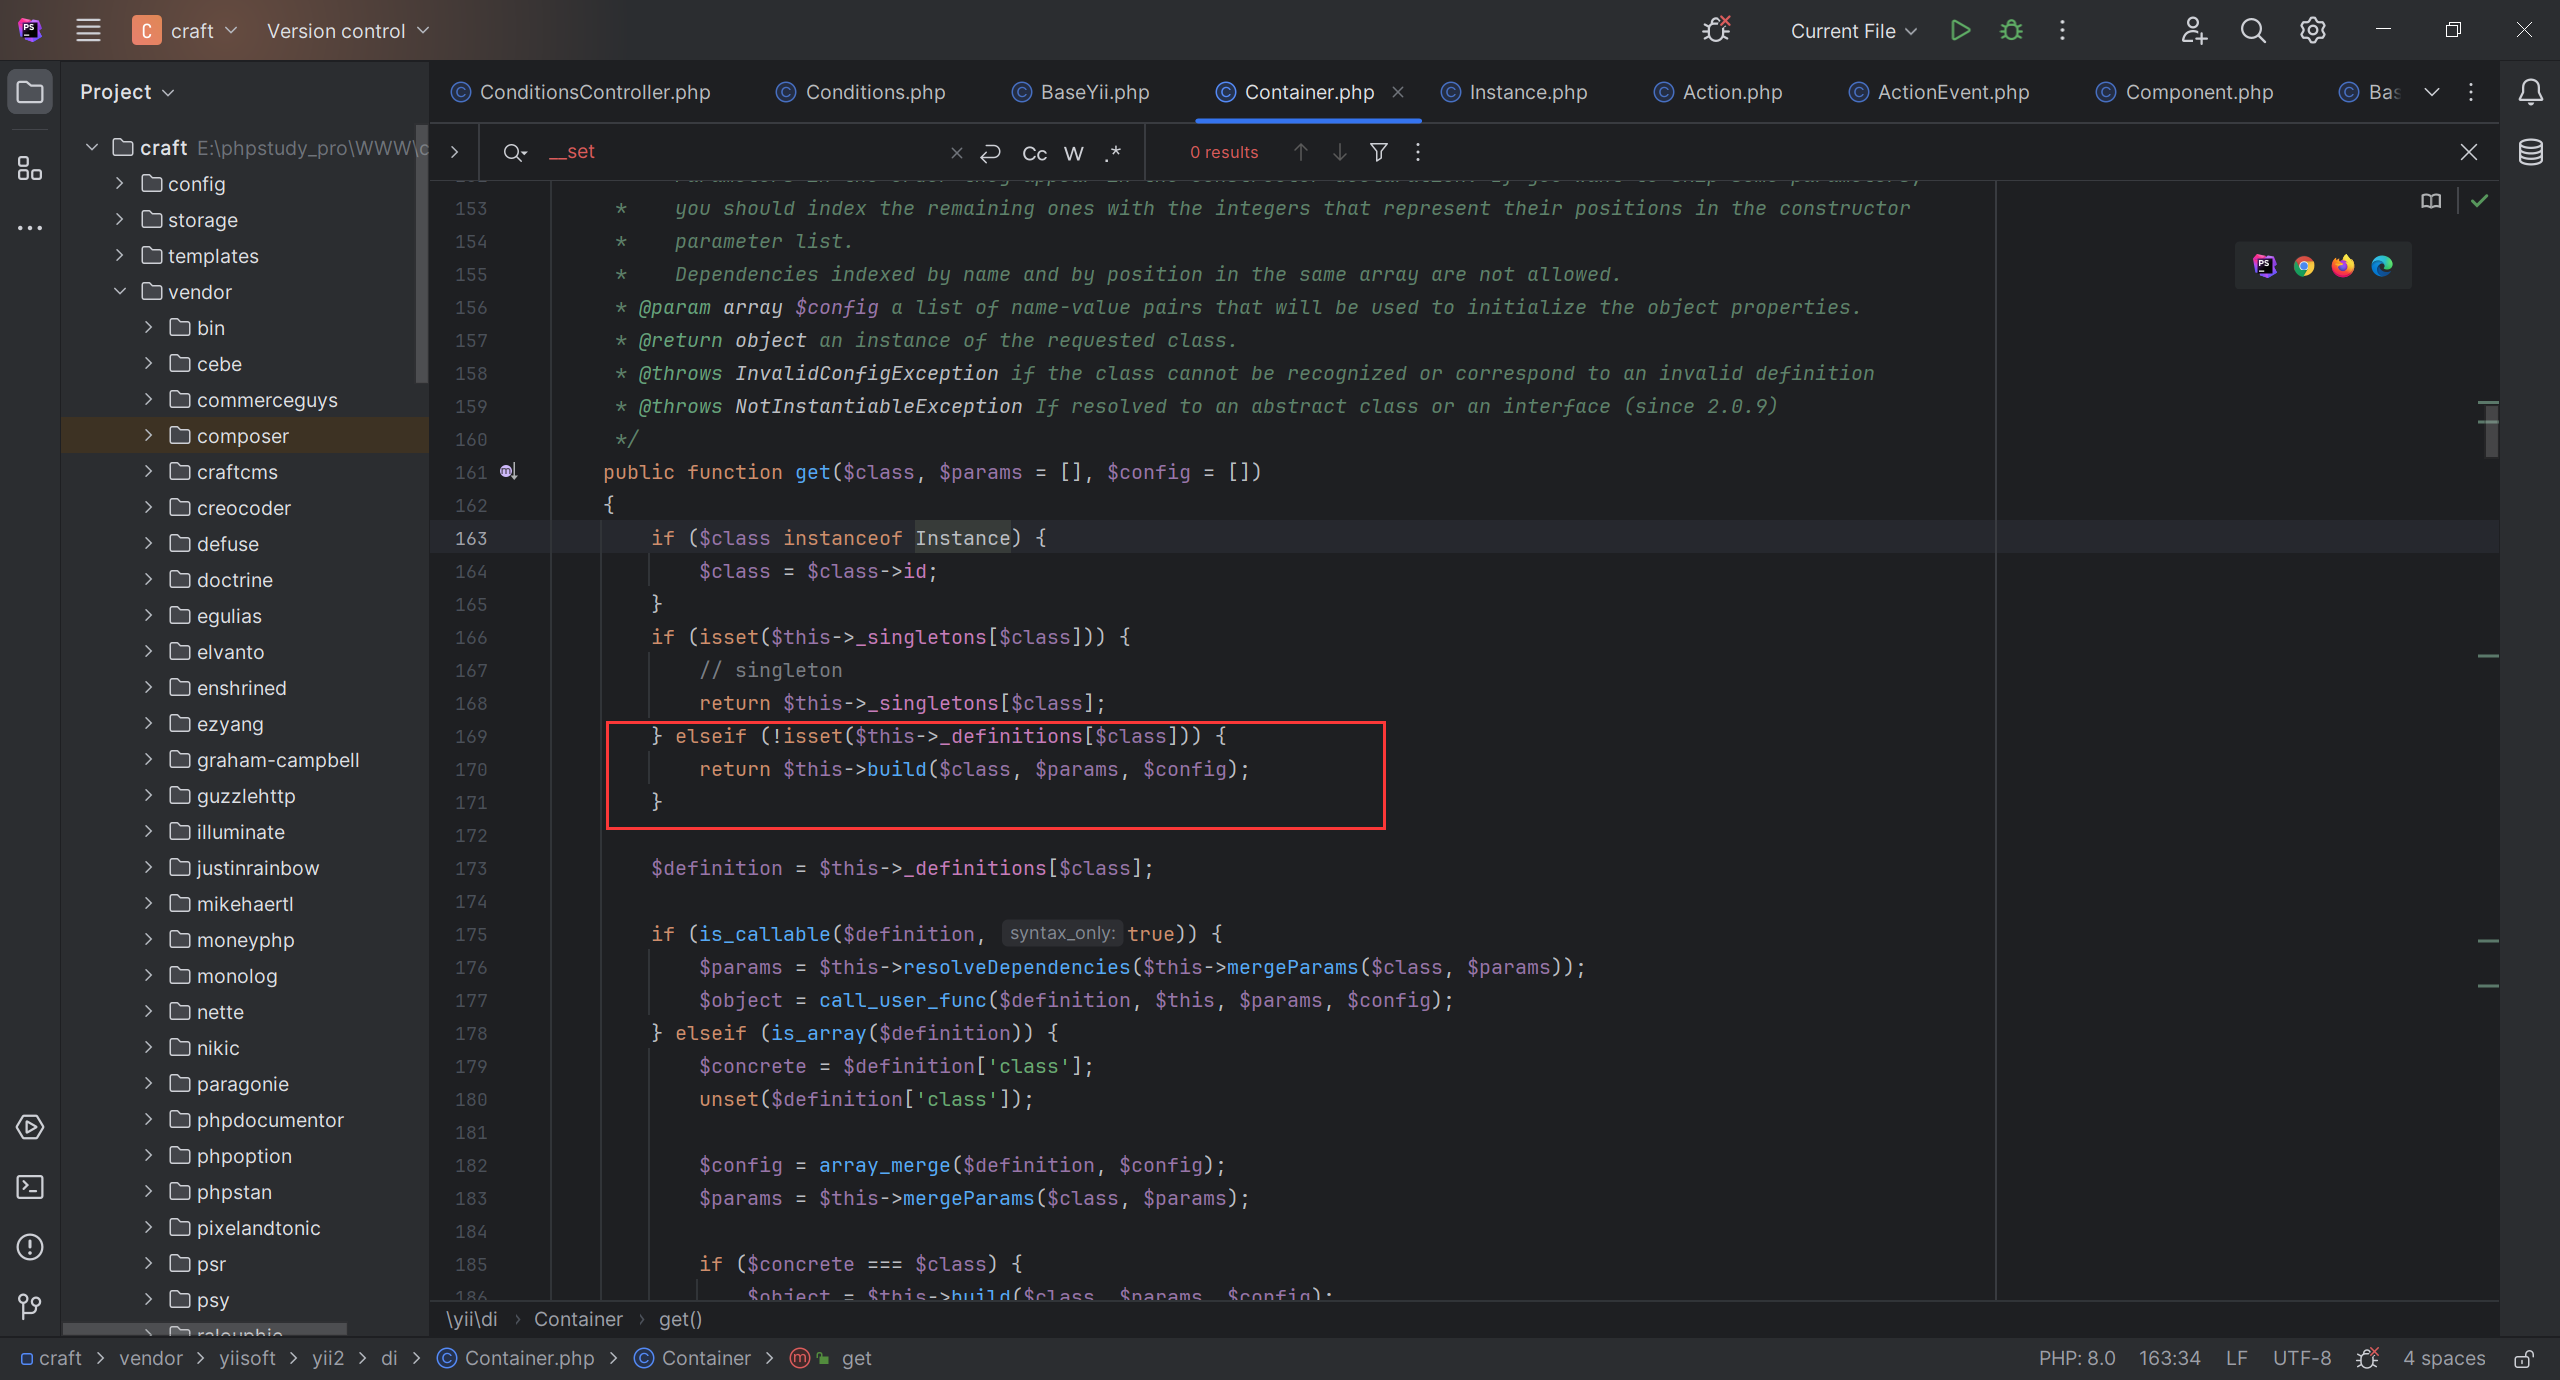 craft
Version control
Current File
Project
ConditionsController.php
Conditions.php
BaseYii.php
Container.php
Instance.php
Action.php
ActionEvent.php
Component.php
Bas
__set
Cc
W
.*
0 results
craft E:\phpstudy_pro\WWW\c
config
storage
templates
vendor
bin
cebe
commerceguys
composer
craftcms
creocoder
defuse
doctrine
egulias
elvanto
enshrined
ezyang
graham-campbell
guzzlehttp
illuminate
justinrainbow
mikehaertl
moneyphp
monolog
nette
nikic
paragonie
phpdocumentor
phpoption
phpstan
pixelandtonic
psr
psy
153 * you should index the remaining ones with the integers that represent their positions in the constructor
154 * parameter list.
155 * Dependencies indexed by name and by position in the same array are not allowed.
156 * @param array $config a list of name-value pairs that will be used to initialize the object properties.
157 * @return object an instance of the requested class.
158 * @throws InvalidConfigException if the class cannot be recognized or correspond to an invalid definition
159 * @throws NotInstantiableException If resolved to an abstract class or an interface (since 2.0.9)
160 */
161 public function get($class, $params = [], $config = [])
162 {
163 if ($class instanceof Instance) {
164 $class = $class->id;
165 }
166 if (isset($this->_singletons[$class])) {
167 // singleton
168 return $this->_singletons[$class];
169 } elseif (!isset($this->_definitions[$class])) {
170 return $this->build($class, $params, $config);
171 }
172
173 $definition = $this->_definitions[$class];
174
175 if (is_callable($definition, syntax_only: true)) {
176 $params = $this->resolveDependencies($this->mergeParams($class, $params));
177 $object = call_user_func($definition, $this, $params, $config);
178 } elseif (is_array($definition)) {
179 $concrete = $definition['class'];
180 unset($definition['class']);
181
182 $config = array_merge($definition, $config);
183 $params = $this->mergeParams($class, $params);
184
185 if ($concrete === $class) {
186 $object = $this->build($class, $params, $config);
\yii\di › Container › get()
craft > vendor > yiisoft > yii2 > di > Container.php > Container > get
PHP: 8.0
163:34
LF
UTF-8
4 spaces